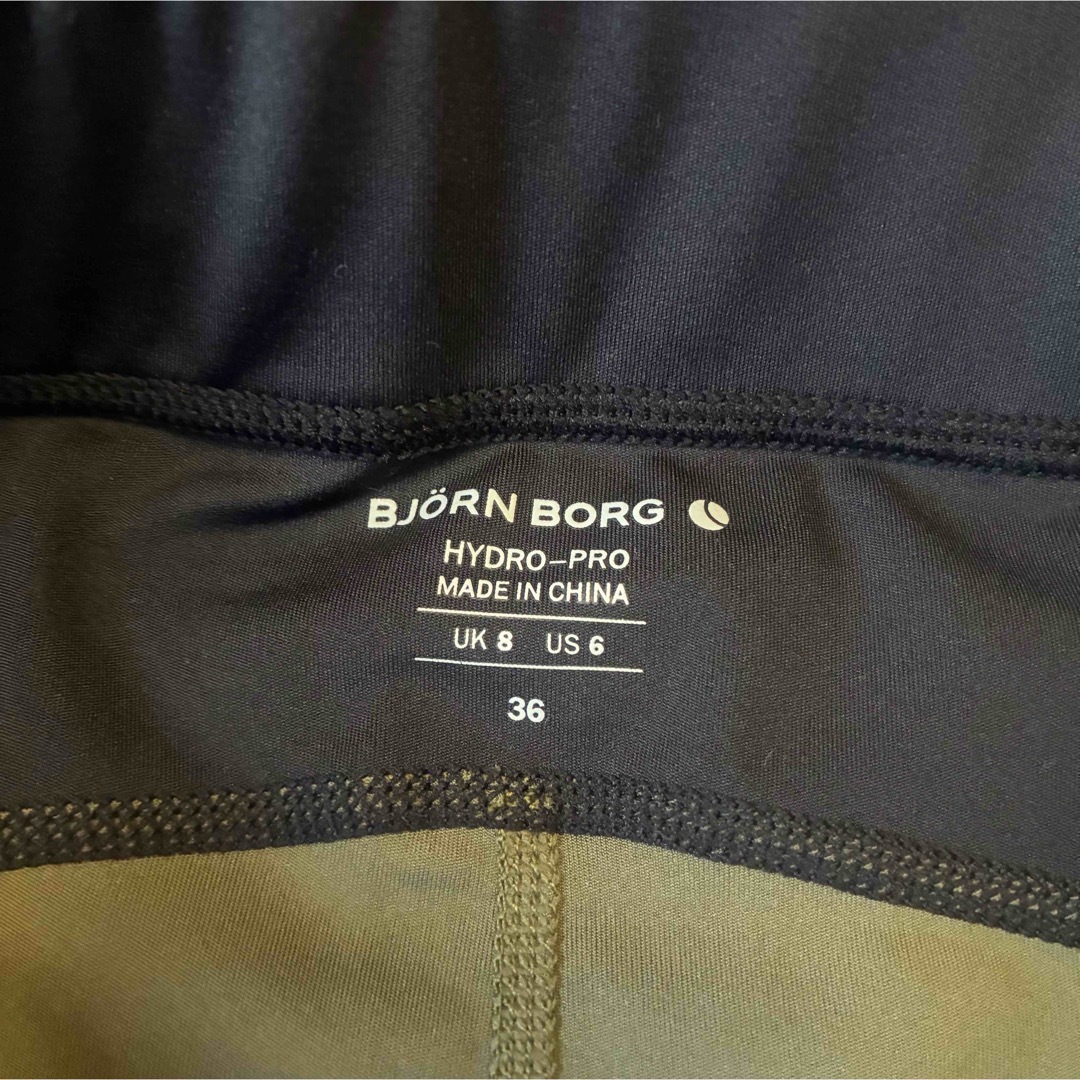 BJÖRN BORG
HYDRO-PRO
MADE IN CHINA
UK 8 US 6
36